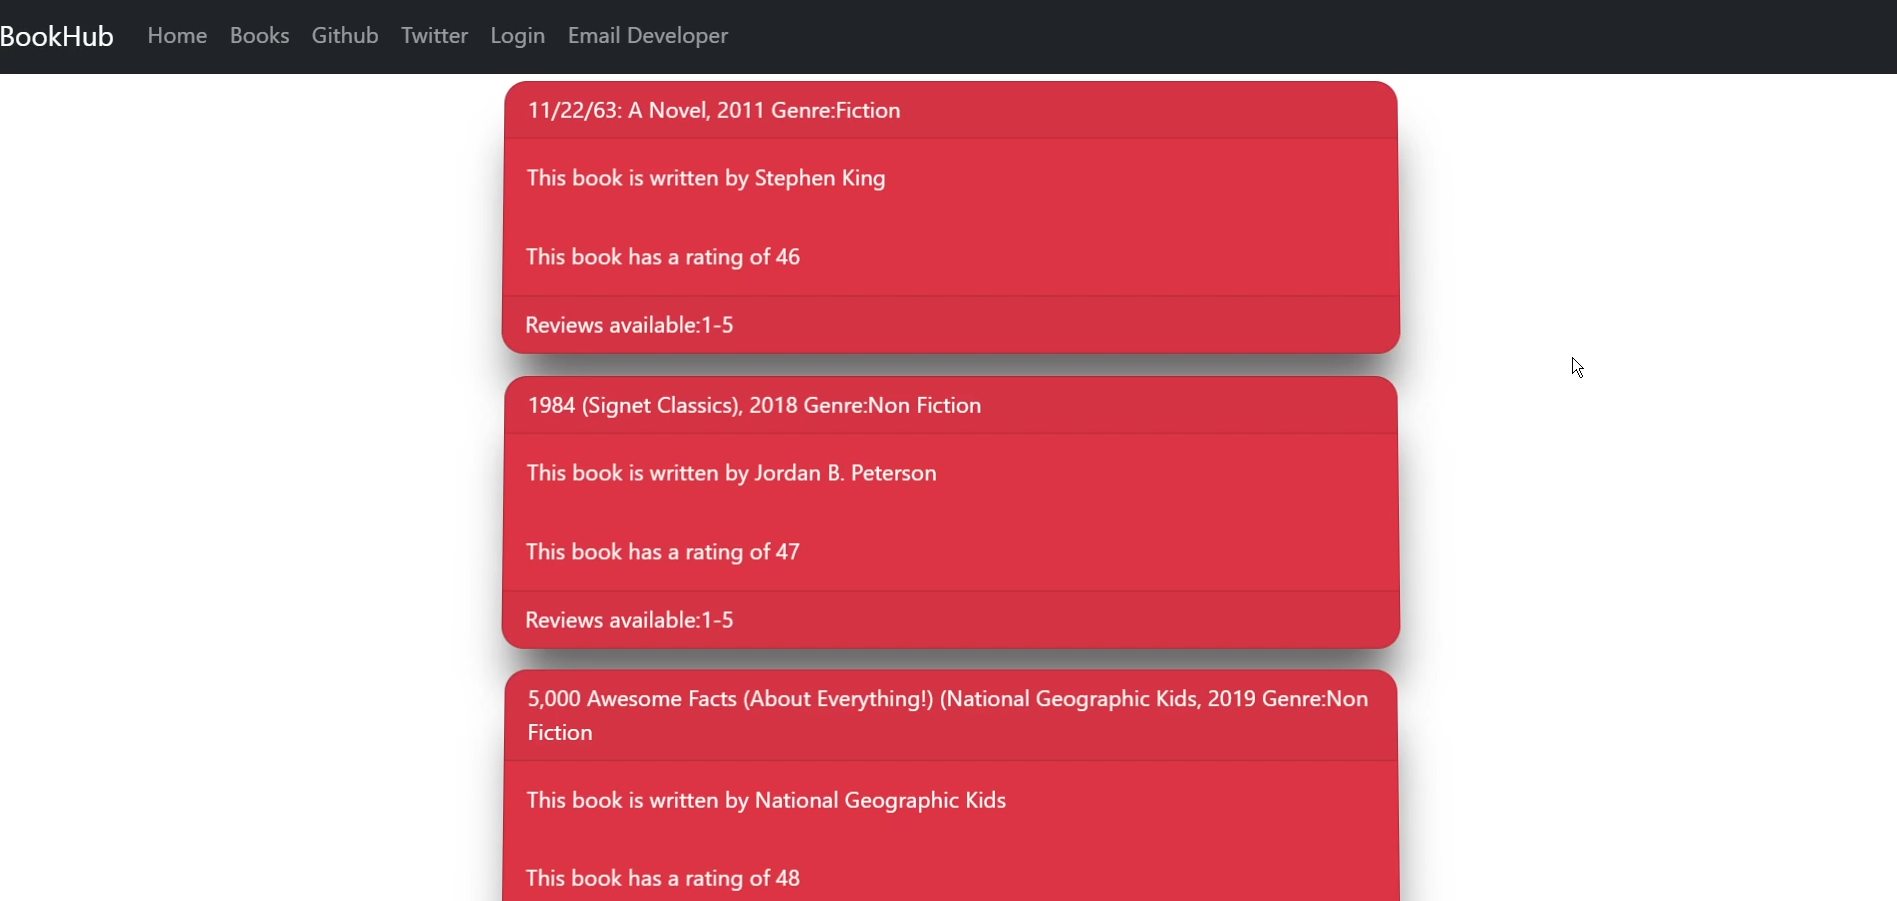 BookHub Home Books Github Twitter Login Email Developer
11/22/63: A Novel, 2011 Genre:Fiction
This book is written by Stephen King
This book has a rating of 46
Reviews available:1-5
1984 (Signet Classics), 2018 Genre:Non Fiction
This book is written by Jordan B. Peterson
This book has a rating of 47
Reviews available:1-5
5,000 Awesome Facts (About Everything!) (National Geographic Kids, 2019 Genre:Non
Fiction
This book is written by National Geographic Kids
This book has a rating of 48